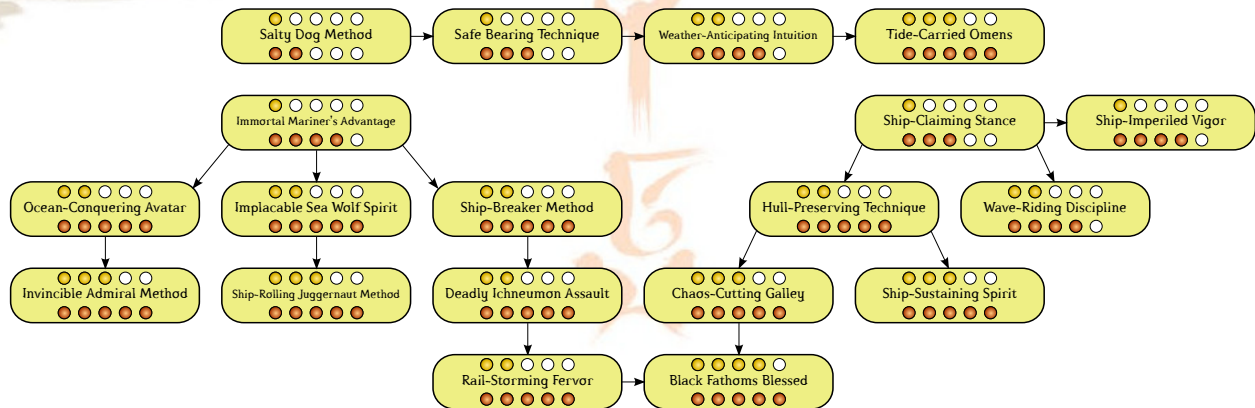 Salty Dog Method
Safe Bearing Technique
Weather-Anticipating Intuition
Tide-Carried Omens
Immortal Mariner's Advantage
Ship-Claiming Stance
Ship-Imperiled Vigor
Ocean-Conquering Avatar
Implacable Sea Wolf Spirit
Ship-Breaker Method
Hull-Preserving Technique
Wave-Riding Discipline
Invincible Admiral Method
Ship-Rolling Juggernaut Method
Deadly Ichneumon Assault
Chaos-Cutting Galley
Ship-Sustaining Spirit
Rail-Storming Fervor
Black Fathoms Blessed